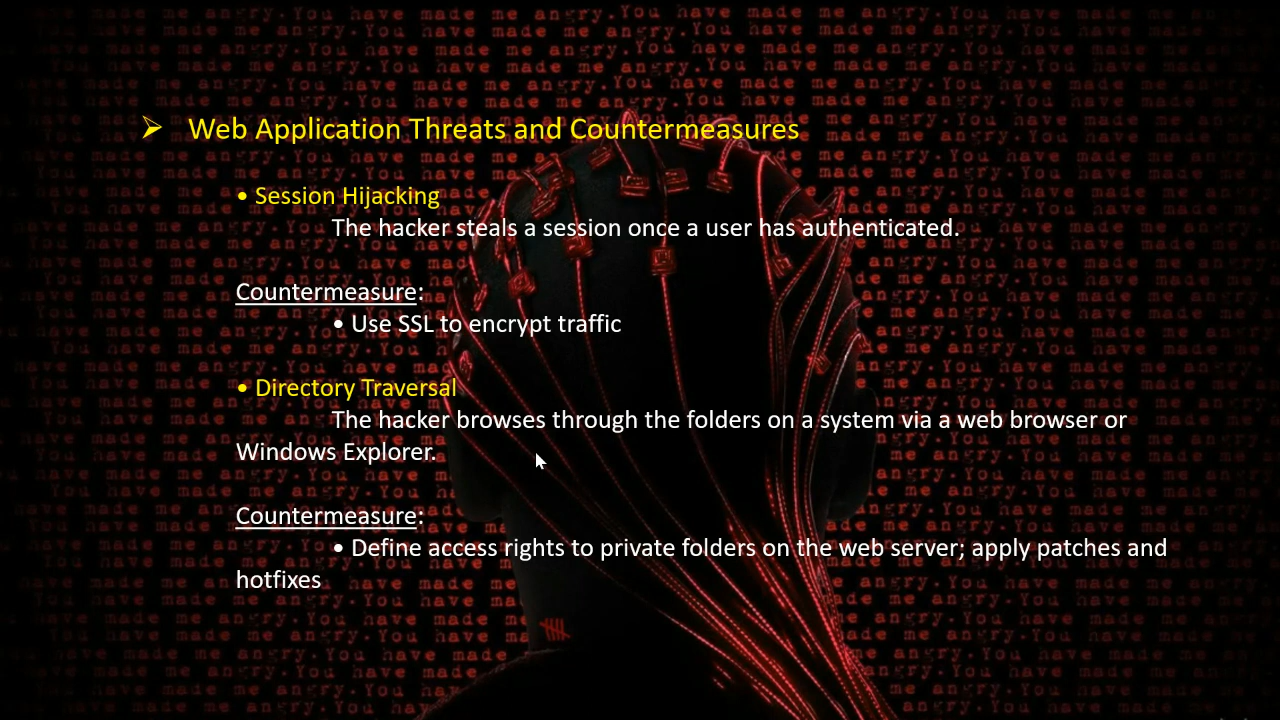 ➢ Web Application Threats and Countermeasures
• Session Hijacking
The hacker steals a session once a user has authenticated.
Countermeasure:
• Use SSL to encrypt traffic
• Directory Traversal
The hacker browses through the folders on a system via a web browser or
Windows Explorer.
Countermeasure:
• Define access rights to private folders on the web server; apply patches and
hotfixes